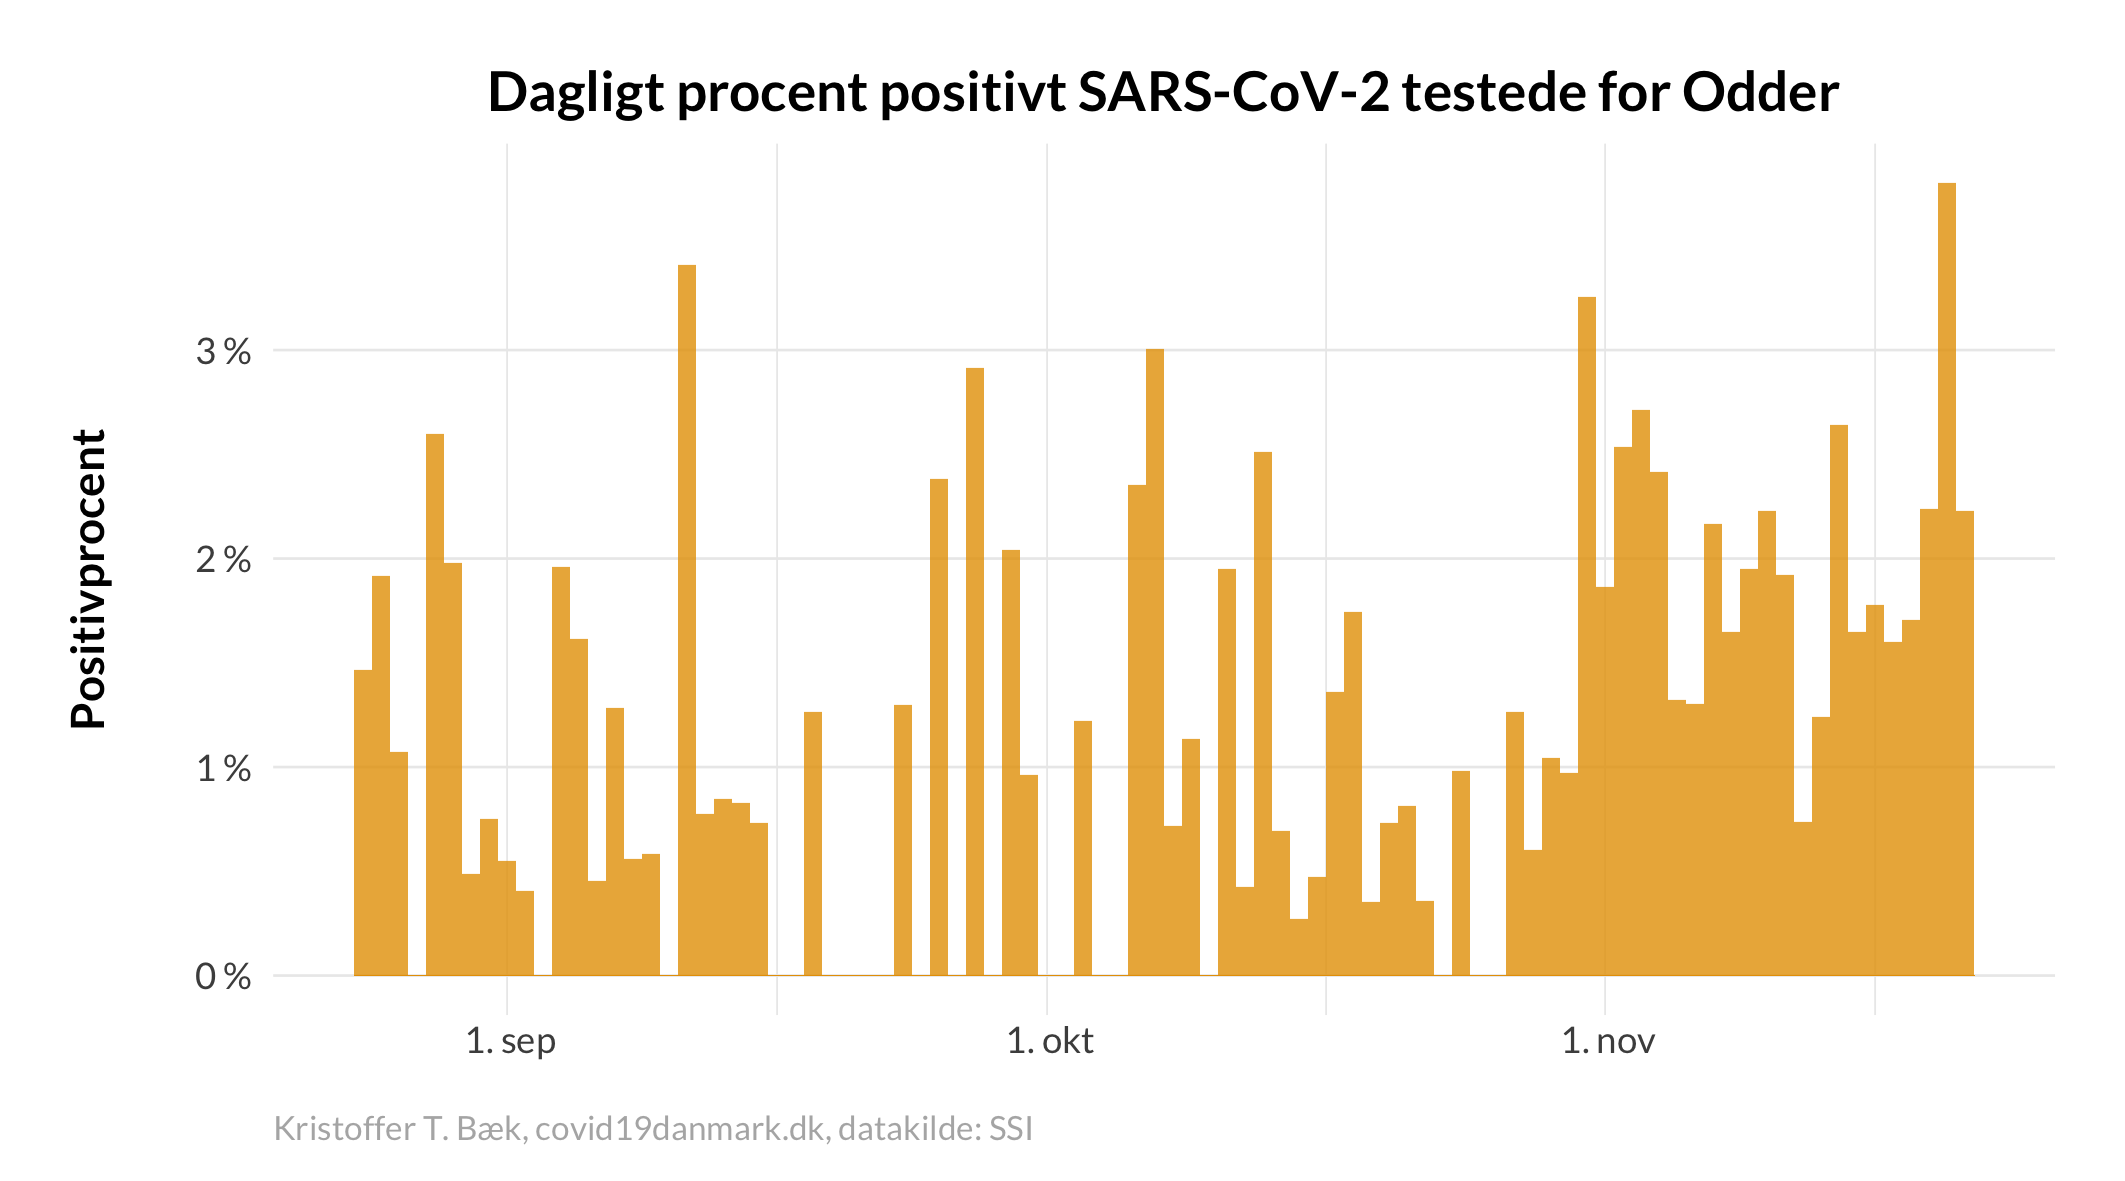 Dagligt procent positivt SARS-CoV-2 testede for Odder
Positivprocent
3 %
2 %
1 %
0 %
1. sep
1. okt
1. nov
Kristoffer T. Bæk, covid19danmark.dk, datakilde: SSI